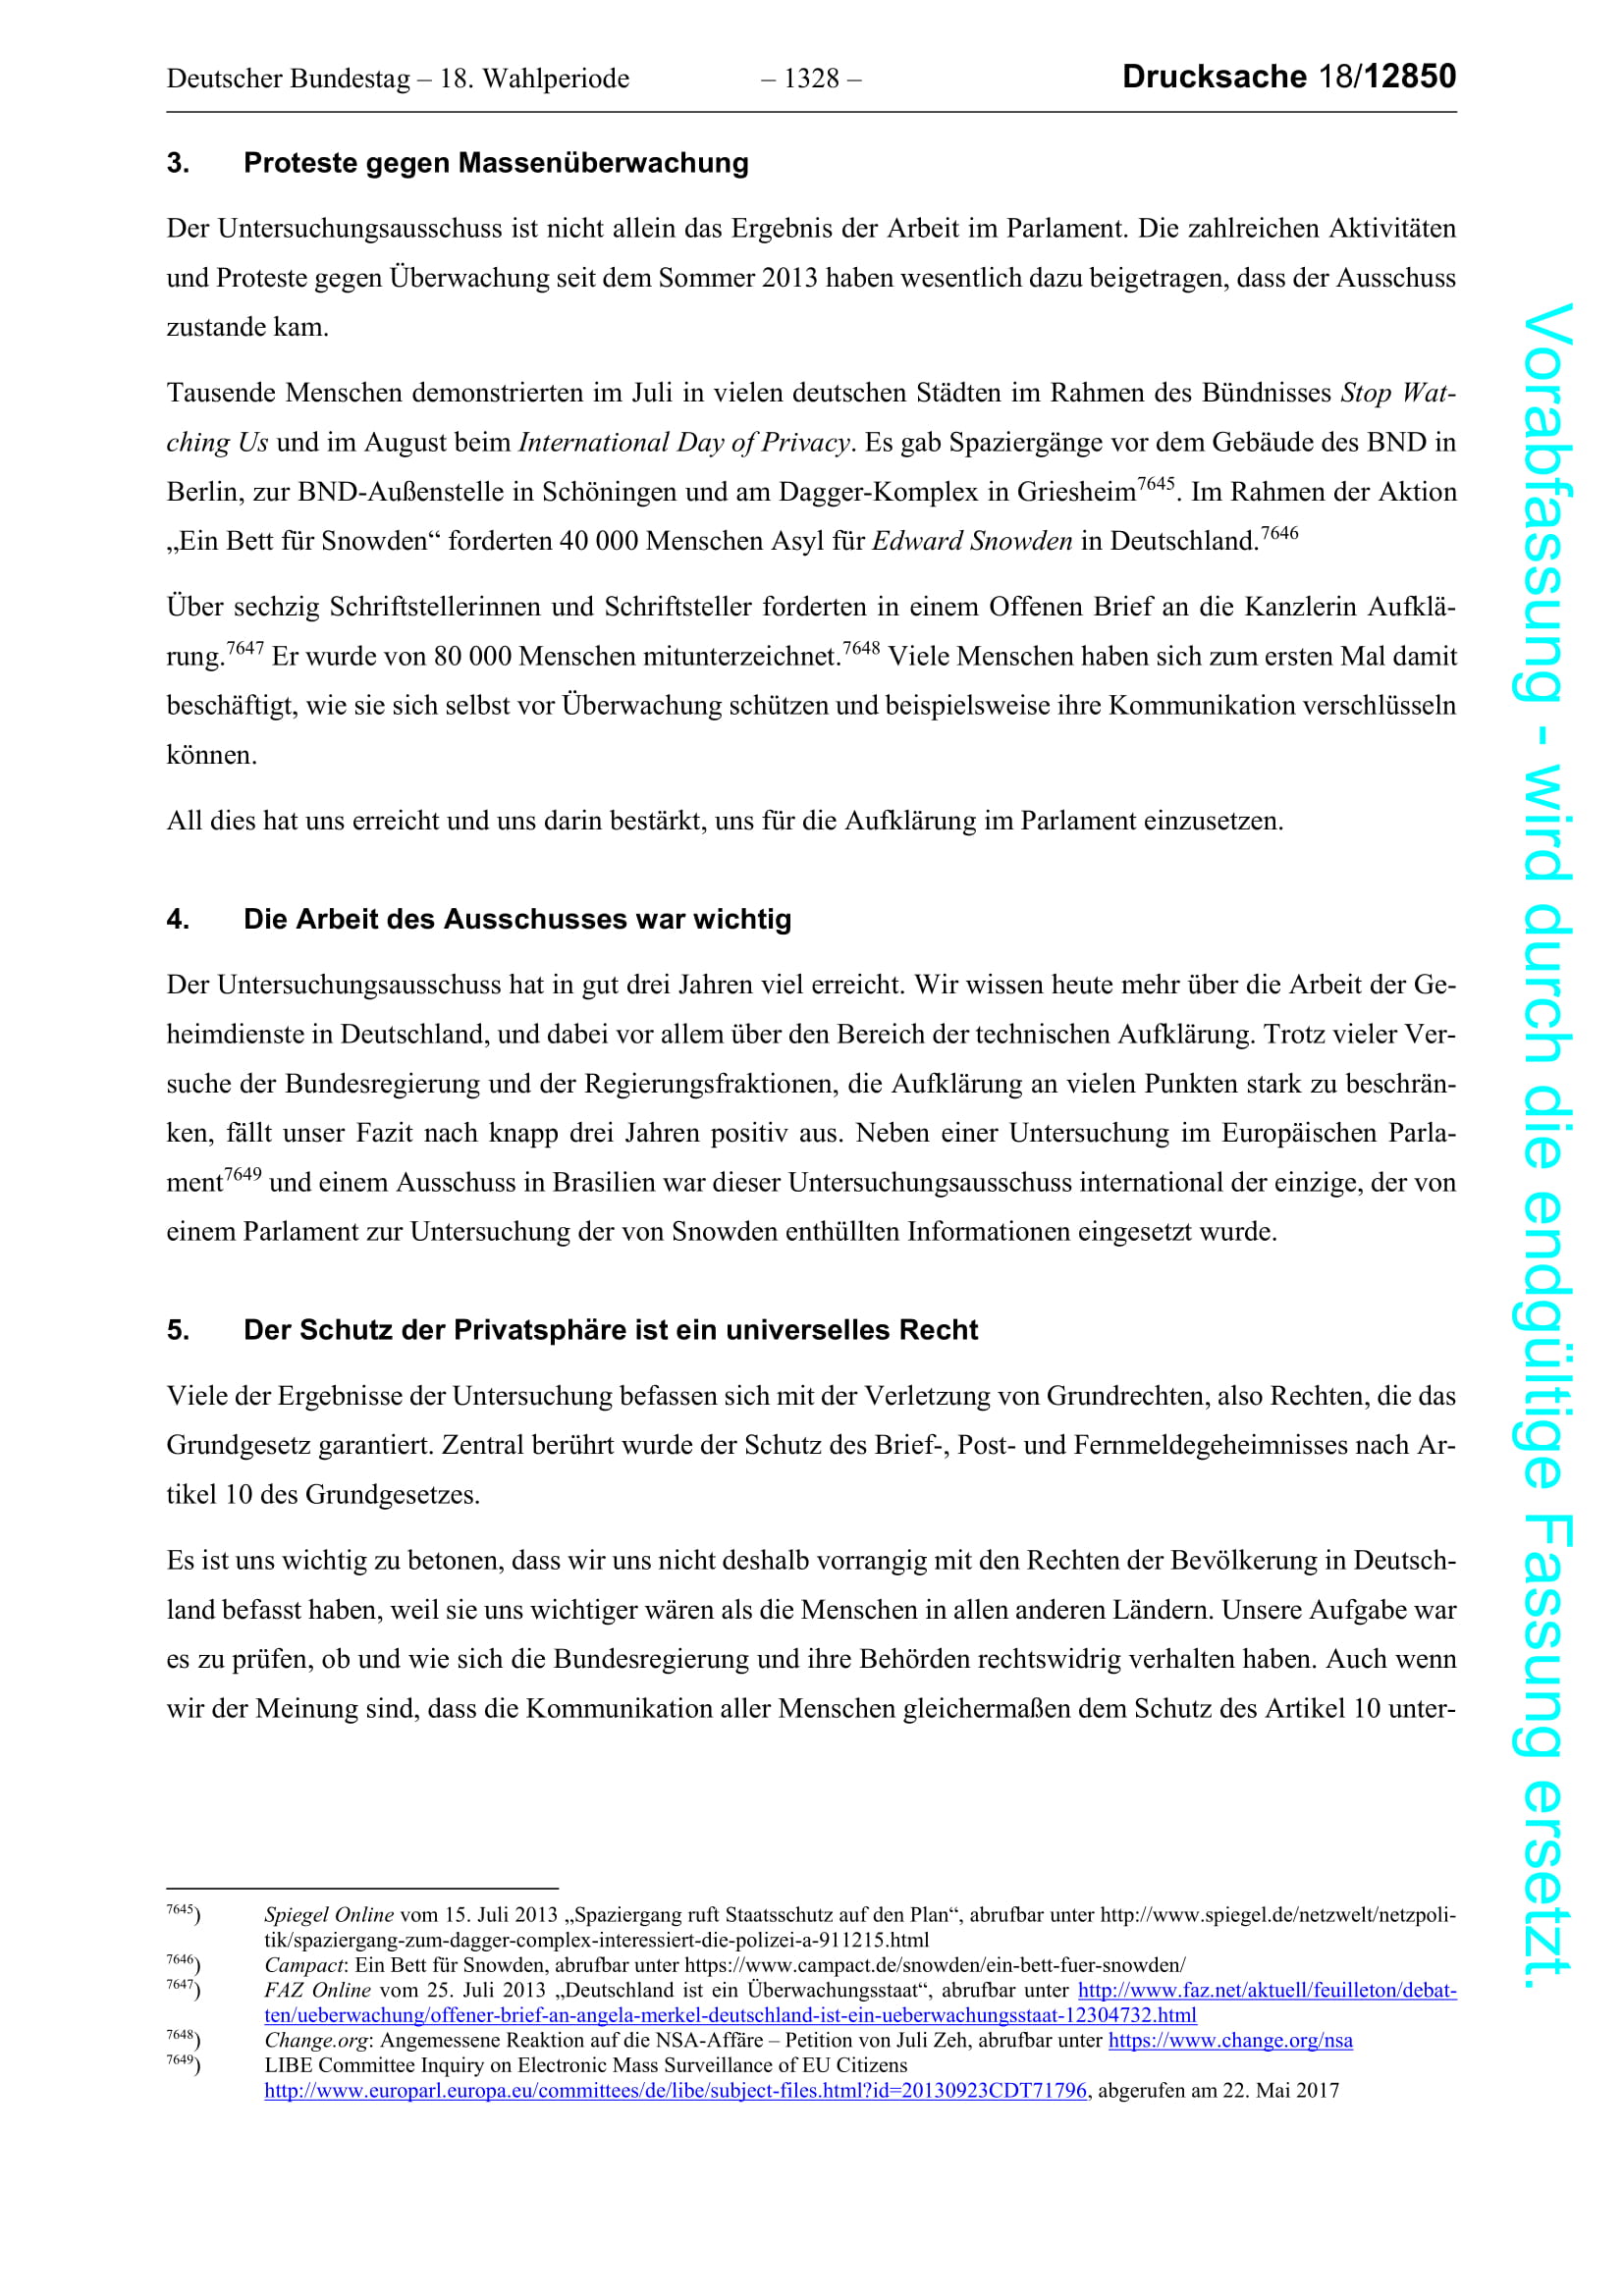 Deutscher Bundestag – 18. Wahlperiode – 1328 – Drucksache 18/12850
3. Proteste gegen Massenüberwachung
Der Untersuchungsausschuss ist nicht allein das Ergebnis der Arbeit im Parlament. Die zahlreichen Aktivitäten
und Proteste gegen Überwachung seit dem Sommer 2013 haben wesentlich dazu beigetragen, dass der Ausschuss
zustande kam.
Tausende Menschen demonstrierten im Juli in vielen deutschen Städten im Rahmen des Bündnisses Stop Wat-
ching Us und im August beim International Day of Privacy. Es gab Spaziergänge vor dem Gebäude des BND in
Berlin, zur BND-Außenstelle in Schöningen und am Dagger-Komplex in Griesheim7645. Im Rahmen der Aktion
„Ein Bett für Snowden“ forderten 40 000 Menschen Asyl für Edward Snowden in Deutschland.7646
Über sechzig Schriftstellerinnen und Schriftsteller forderten in einem Offenen Brief an die Kanzlerin Aufklä-
rung.7647 Er wurde von 80 000 Menschen mitunterzeichnet.7648 Viele Menschen haben sich zum ersten Mal damit
beschäftigt, wie sie sich selbst vor Überwachung schützen und beispielsweise ihre Kommunikation verschlüsseln
können.
All dies hat uns erreicht und uns darin bestärkt, uns für die Aufklärung im Parlament einzusetzen.
4. Die Arbeit des Ausschusses war wichtig
Der Untersuchungsausschuss hat in gut drei Jahren viel erreicht. Wir wissen heute mehr über die Arbeit der Ge-
heimdienste in Deutschland, und dabei vor allem über den Bereich der technischen Aufklärung. Trotz vieler Ver-
suche der Bundesregierung und der Regierungsfraktionen, die Aufklärung an vielen Punkten stark zu beschrän-
ken, fällt unser Fazit nach knapp drei Jahren positiv aus. Neben einer Untersuchung im Europäischen Parla-
ment7649 und einem Ausschuss in Brasilien war dieser Untersuchungsausschuss international der einzige, der von
einem Parlament zur Untersuchung der von Snowden enthüllten Informationen eingesetzt wurde.
5. Der Schutz der Privatsphäre ist ein universelles Recht
Viele der Ergebnisse der Untersuchung befassen sich mit der Verletzung von Grundrechten, also Rechten, die das
Grundgesetz garantiert. Zentral berührt wurde der Schutz des Brief-, Post- und Fernmeldegeheimnisses nach Ar-
tikel 10 des Grundgesetzes.
Es ist uns wichtig zu betonen, dass wir uns nicht deshalb vorrangig mit den Rechten der Bevölkerung in Deutsch-
land befasst haben, weil sie uns wichtiger wären als die Menschen in allen anderen Ländern. Unsere Aufgabe war
es zu prüfen, ob und wie sich die Bundesregierung und ihre Behörden rechtswidrig verhalten haben. Auch wenn
wir der Meinung sind, dass die Kommunikation aller Menschen gleichermaßen dem Schutz des Artikel 10 unter-
7645) Spiegel Online vom 15. Juli 2013 „Spaziergang ruft Staatsschutz auf den Plan“, abrufbar unter http://www.spiegel.de/netzwelt/netzpoli-
tik/spaziergang-zum-dagger-complex-interessiert-die-polizei-a-911215.html
7646) Campact: Ein Bett für Snowden, abrufbar unter https://www.campact.de/snowden/ein-bett-fuer-snowden/
7647) FAZ Online vom 25. Juli 2013 „Deutschland ist ein Überwachungsstaat“, abrufbar unter http://www.faz.net/aktuell/feuilleton/debat-
ten/ueberwachung/offener-brief-an-angela-merkel-deutschland-ist-ein-ueberwachungsstaat-12304732.html
7648) Change.org: Angemessene Reaktion auf die NSA-Affäre – Petition von Juli Zeh, abrufbar unter https://www.change.org/nsa
7649) LIBE Committee Inquiry on Electronic Mass Surveillance of EU Citizens
http://www.europarl.europa.eu/committees/de/libe/subject-files.html?id=20130923CDT71796, abgerufen am 22. Mai 2017
Vorabfassung - wird durch die endgültige Fassung ersetzt.